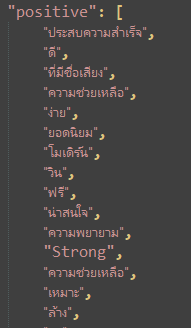 "positive": [
"ประสบความสำเร็จ",
"ดี",
"ที่มีชื่อเสียง",
"ความช่วยเหลือ",
"ง่าย",
"ยอดนิยม",
"โมเดิร์น",
"วิน",
"ฟรี",
"น่าสนใจ",
"ความพยายาม",
"Strong",
"ความช่วยเหลือ",
"เหมาะ",
"ล้าง",